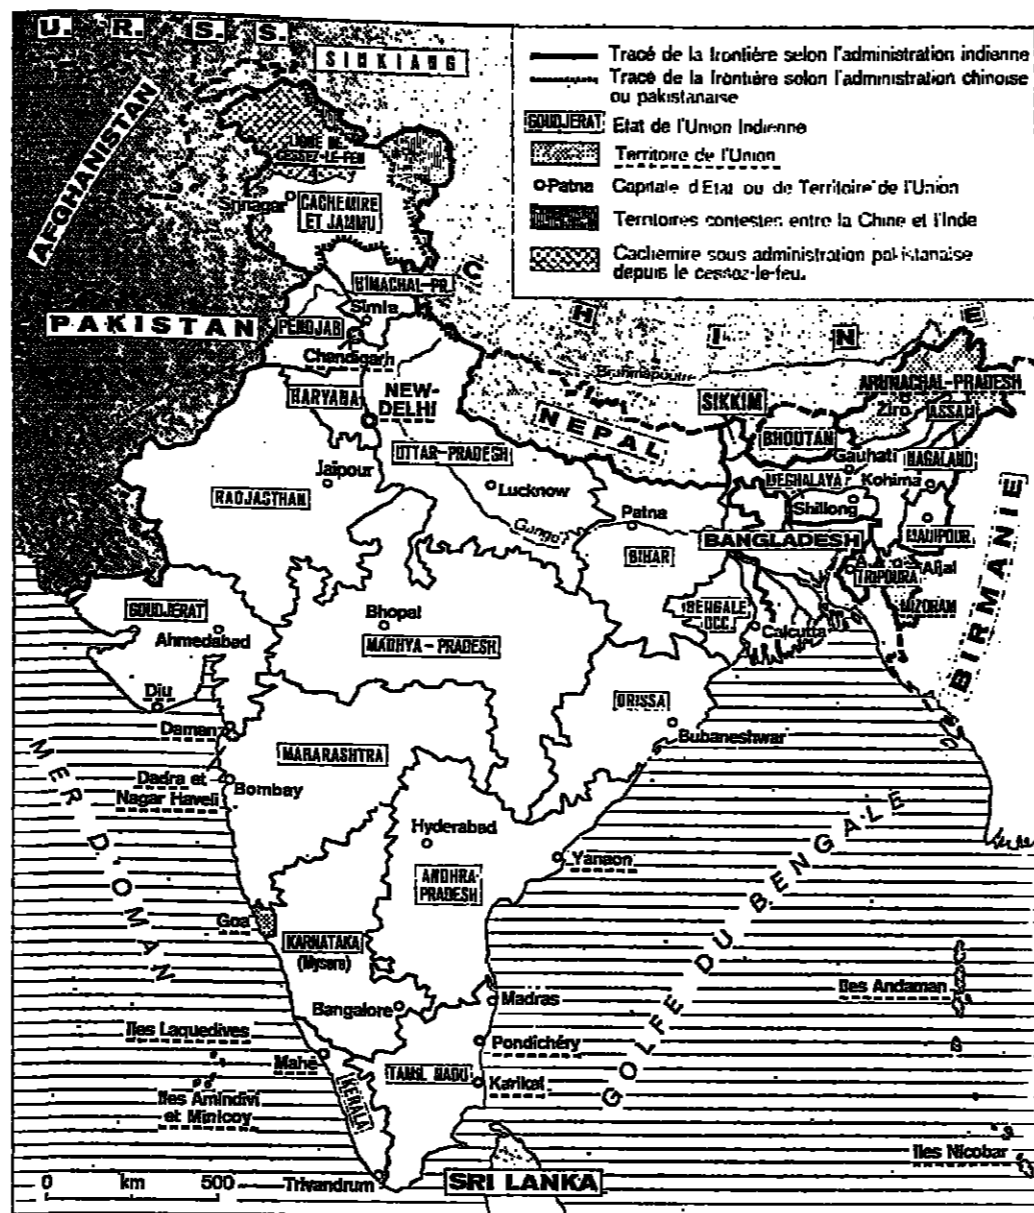 U. R. S. S.
SINKIANG
AFGHANISTAN
Tracé de la frontière selon l'administration indienne
Tracé de la frontière selon l'administration chinoise
ou pakistanaise
GOUDJERAT
Etat de l'Union Indienne
Territoire de l'Union
Patna
Capitale d'Etat ou de Territoire de l'Union
Territoires contestés entre la Chine et l'Inde
Cachemire sous administration pakistanaise
depuis le cessez-le-feu.
LIGNE DE
CESSEZ-LE-FEU
Srinagar
CACHEMIRE
ET JAMMU
HIMACHAL-PR.
Simla
PAKISTAN
PENDJAB
Chandigarh
CHINE
Brahmapoutre
HARYANA
NEW-
DELHI
NEPAL
SIKKIM
ARUNACHAL-PRADESH
Ziro
ASSAM
BHOUTAN
UTTAR-PRADESH
Gauhati
NAGALAND
Jaïpour
RADJASTHAN
Lucknow
MEGHALAYA
Kohima
Shillong
Gange
Patna
BANGLADESH
MANIPOUR
BIHAR
TRIPOURA
Aijal
MIZORAM
BIRMANIE
GOUDJERAT
Ahmedabad
Bhopal
MADHYA-PRADESH
BENGALE
OCC.
Calcutta
Diu
Daman
ORISSA
Bubaneshwar
MAHARASHTRA
Dadra et
Nagar Haveli
Bombay
MER D'OMAN
Hyderabad
Yanaon
ANDHRA-
PRADESH
GOLFE DU BENGALE
Goa
KARNATAKA
(Mysore)
Iles Andaman
Bangalore
Madras
Iles Laquedives
Mahé
Pondichéry
KERALA
TAMIL NADU
Karikal
Iles Amindivi
et Minicoy
Iles Nicobar
0 km 500
Trivandrum
SRI LANKA